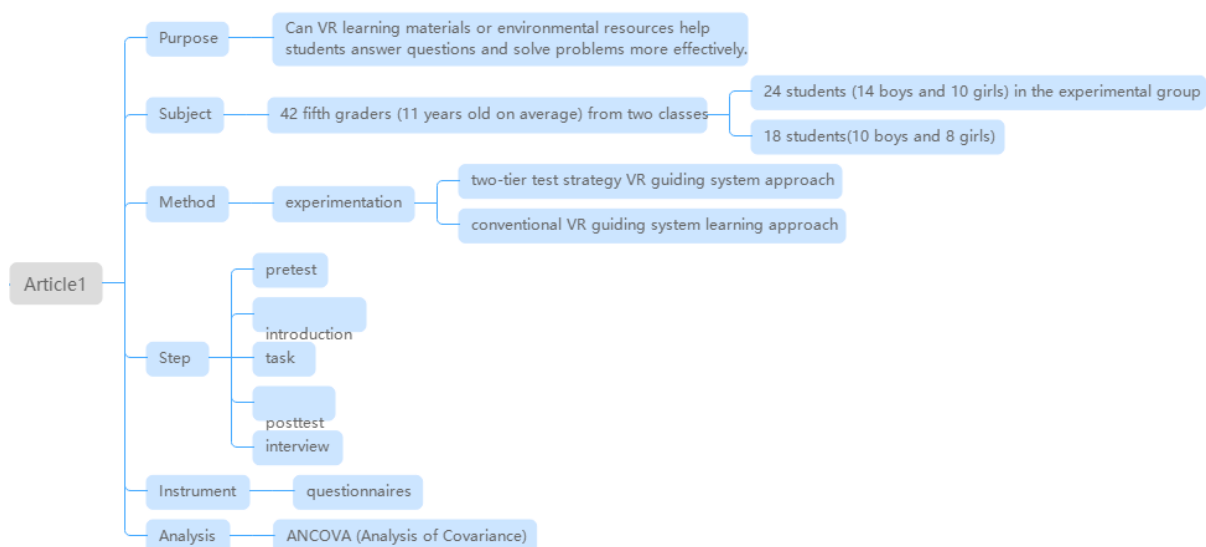 Article1
Purpose
Can VR learning materials or environmental resources help
students answer questions and solve problems more effectively.
Subject
42 fifth graders (11 years old on average) from two classes
24 students (14 boys and 10 girls) in the experimental group
18 students(10 boys and 8 girls)
Method
experimentation
two-tier test strategy VR guiding system approach
conventional VR guiding system learning approach
Step
pretest
introduction
task
posttest
interview
Instrument
questionnaires
Analysis
ANCOVA (Analysis of Covariance)